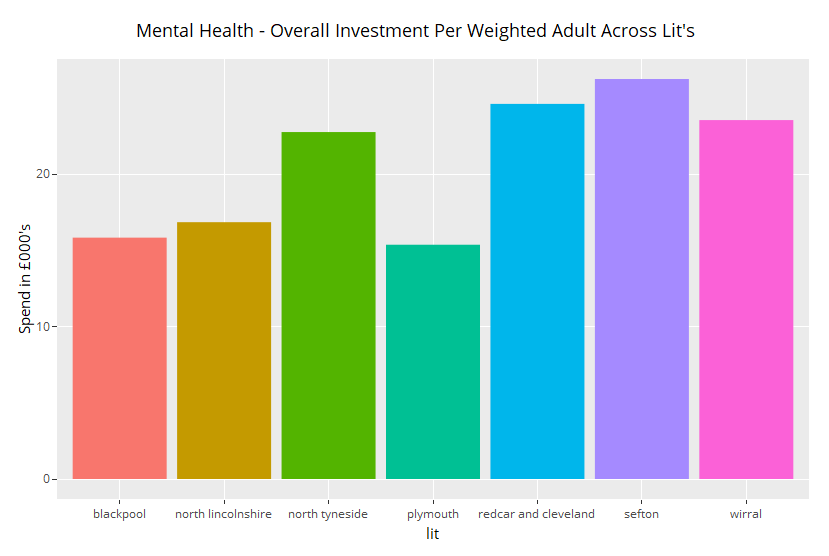 Mental Health - Overall Investment Per Weighted Adult Across Lit's
Spend in £000's
20
10
0
blackpool
north lincolnshire
north tyneside
plymouth
redcar and cleveland
sefton
wirral
lit